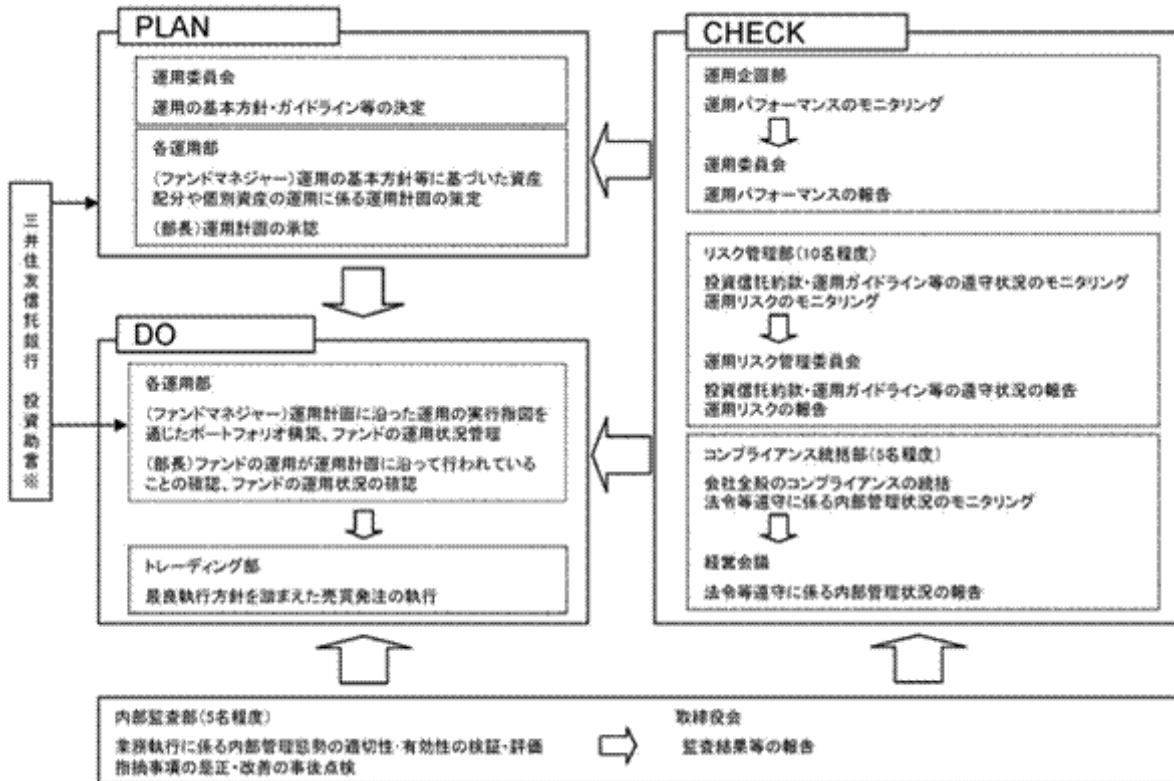 PLAN
運用委員会
運用の基本方針・ガイドライン等の決定
各運用部
(ファンドマネジャー)運用の基本方針等に基づいた資産
配分や個別資産の運用に係る運用計画の策定
(部長)運用計画の承認
三井住友信託銀行 投資助言※
DO
各運用部
(ファンドマネジャー)運用計画に沿った運用の実行指図を
通じたポートフォリオ構築、ファンドの運用状況管理
(部長)ファンドの運用が運用計画に沿って行われている
ことの確認、ファンドの運用状況の確認
トレーディング部
最良執行方針を踏まえた売買発注の執行
CHECK
運用企画部
運用パフォーマンスのモニタリング
運用委員会
運用パフォーマンスの報告
リスク管理部(10名程度)
投資信託約款・運用ガイドライン等の遵守状況のモニタリング
運用リスクのモニタリング
運用リスク管理委員会
投資信託約款・運用ガイドライン等の遵守状況の報告
運用リスクの報告
コンプライアンス統括部(5名程度)
会社全般のコンプライアンスの統括
法令等遵守に係る内部管理状況のモニタリング
経営会議
法令等遵守に係る内部管理状況の報告
内部監査部(5名程度)
業務執行に係る内部管理態勢の適切性・有効性の検証・評価
指摘事項の是正・改善の事後点検
取締役会
監査結果等の報告